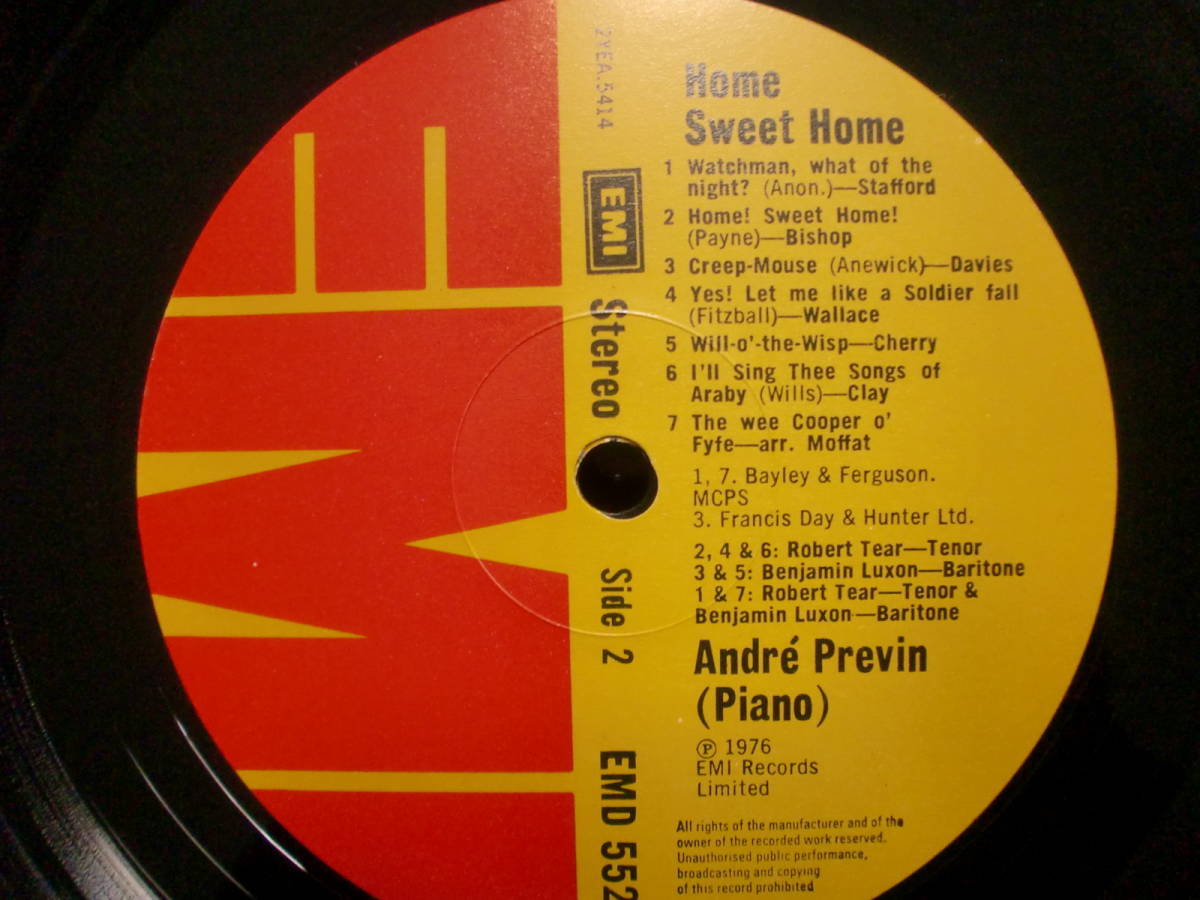 Home
Sweet Home
1 Watchman, what of the
night? (Anon.)—Stafford
2 Home! Sweet Home!
(Payne)—Bishop
3 Creep-Mouse (Anewick)—Davies
4 Yes! Let me like a Soldier fall
(Fitzball)—Wallace
5 Will-o'-the-Wisp—Cherry
6 I'll Sing Thee Songs of
Araby (Wills)—Clay
7 The wee Cooper o'
Fyfe—arr. Moffat
1, 7. Bayley & Ferguson.
MCPS
3. Francis Day & Hunter Ltd.
2, 4 & 6: Robert Tear—Tenor
3 & 5: Benjamin Luxon—Baritone
1 & 7: Robert Tear—Tenor &
Benjamin Luxon—Baritone
André Previn
(Piano)
℗ 1976
EMI Records
Limited
All rights of the manufacturer and of the
owner of the recorded work reserved.
Unauthorised public performance,
broadcasting and copying
of this record prohibited
2YEA.5414
EMI
Stereo
Side 2
EMD 552
EMI